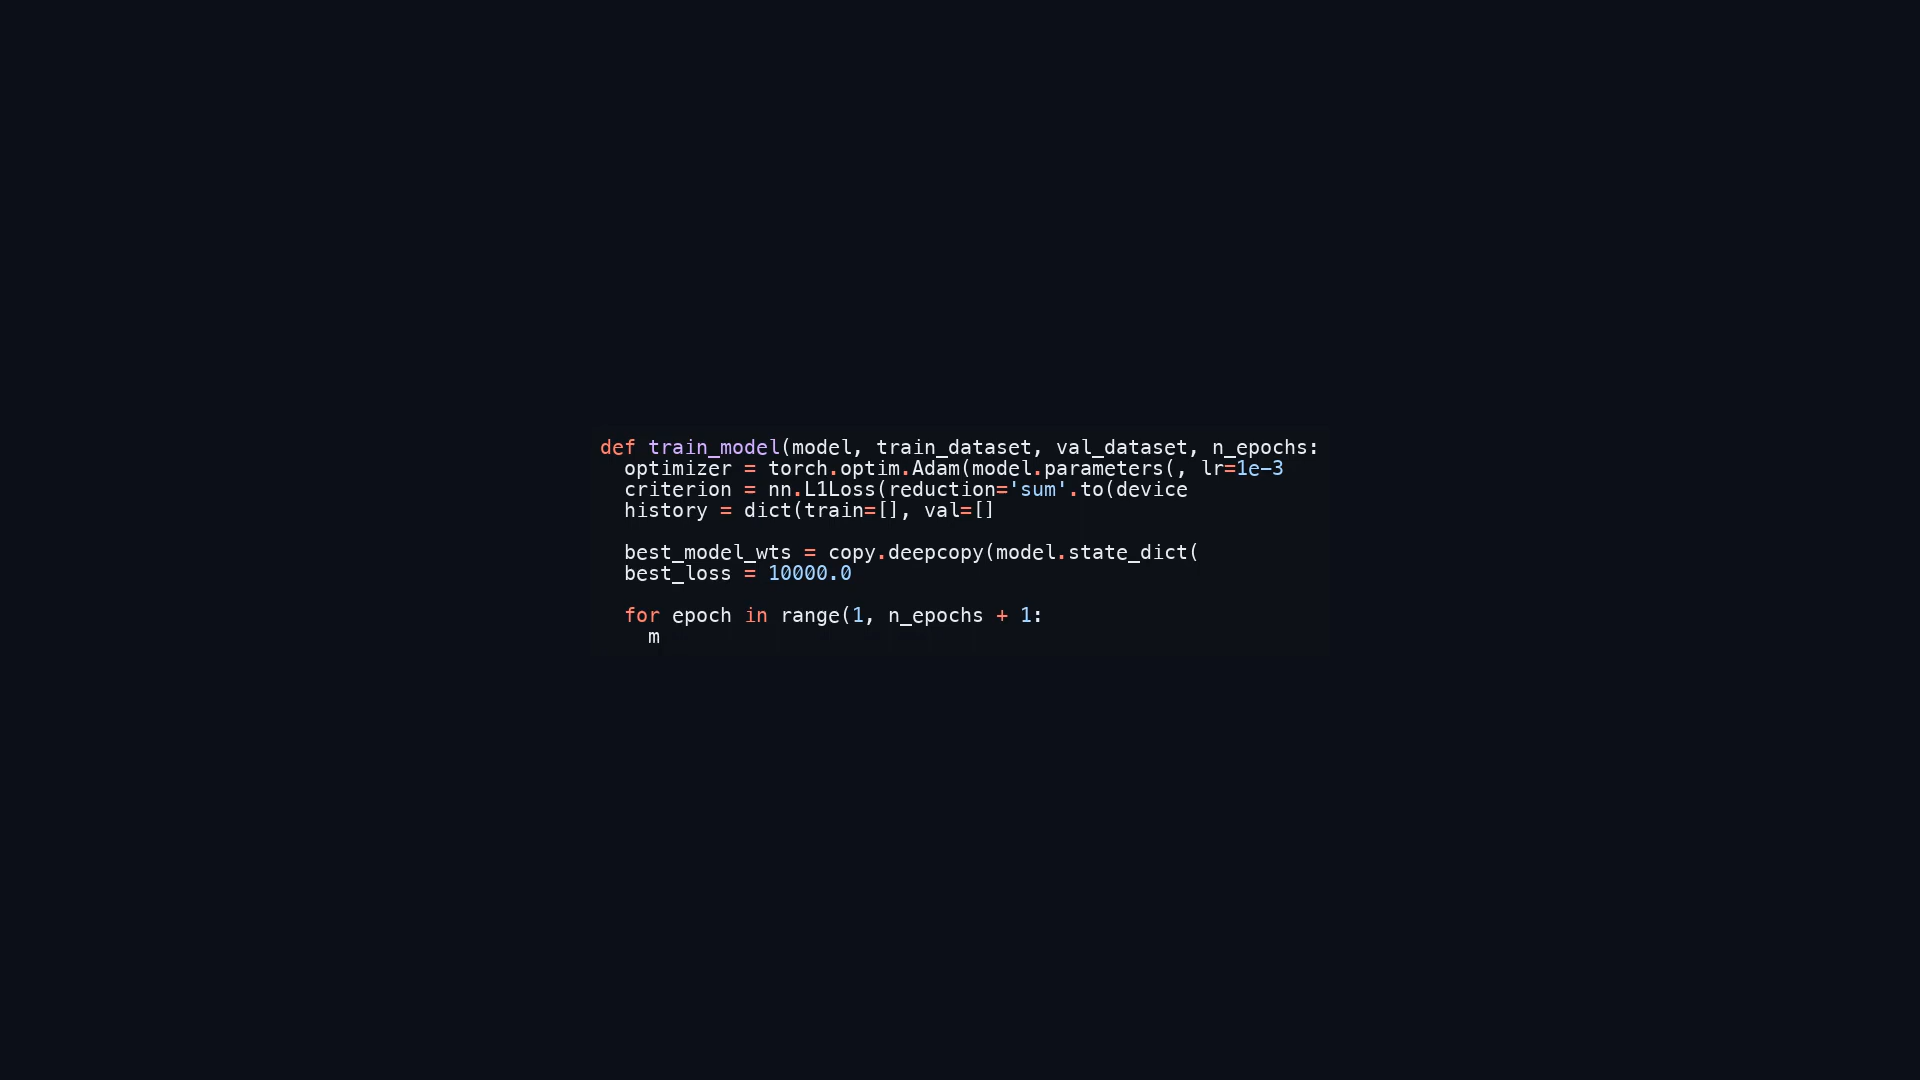 def train_model(model, train_dataset, val_dataset, n_epochs:
optimizer = torch.optim.Adam(model.parameters(, lr=1e-3
criterion = nn.L1Loss(reduction='sum'.to(device
history = dict(train=[], val=[]
best_model_wts = copy.deepcopy(model.state_dict(
best_loss = 10000.0
for epoch in range(1, n_epochs + 1:
m